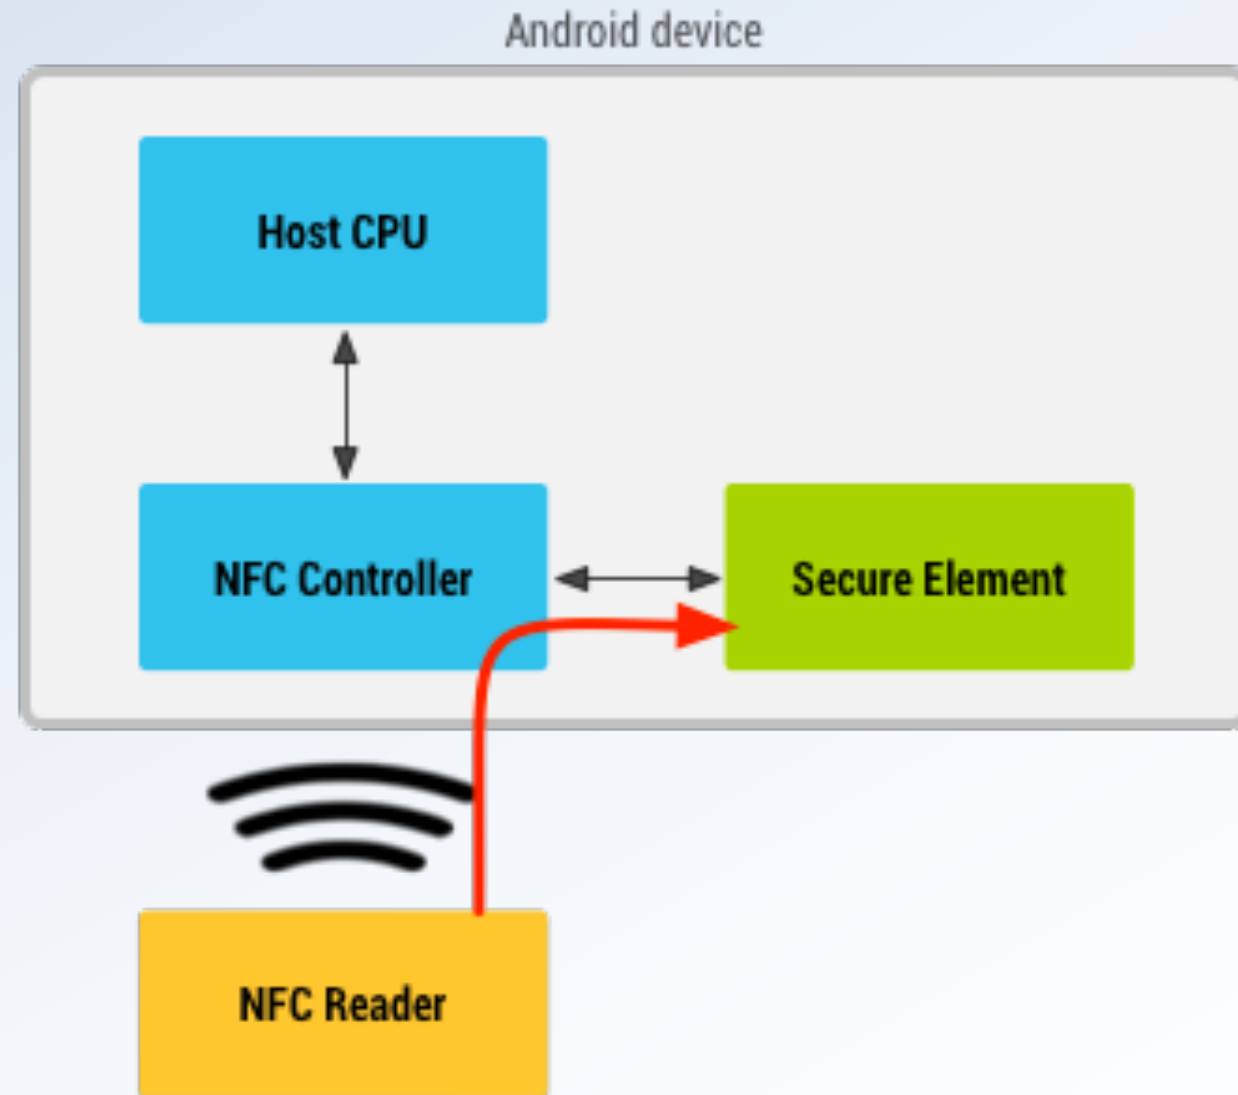 Android device
Host CPU
NFC Controller
Secure Element
NFC Reader